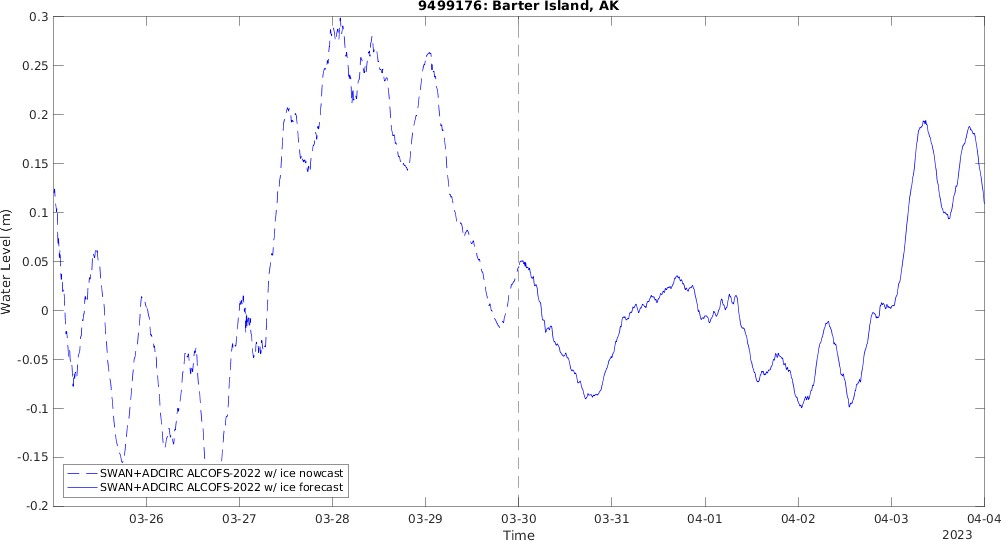 9499176: Barter Island, AK
0.3
0.25
0.2
0.15
0.1
0.05
0
-0.05
-0.1
-0.15
-0.2
Water Level (m)
SWAN+ADCIRC ALCOFS-2022 w/ ice nowcast
SWAN+ADCIRC ALCOFS-2022 w/ ice forecast
03-26 03-27 03-28 03-29 03-30 03-31 04-01 04-02 04-03 04-04
Time
2023